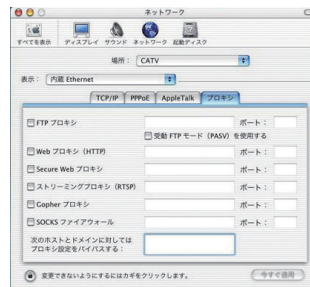 ネットワーク
すべてを表示 ディスプレイ サウンド ネットワーク 起動ディスク
場所： CATV
表示： 内蔵 Ethernet
TCP/IP PPPoE AppleTalk プロキシ
FTP プロキシ ポート：
受動 FTP モード（PASV）を使用する
Web プロキシ（HTTP） ポート：
Secure Web プロキシ ポート：
ストリーミングプロキシ（RTSP） ポート：
Gopher プロキシ ポート：
SOCKS ファイアウォール ポート：
次のホストとドメインに対しては
プロキシ設定をバイパスする：
変更できないようにするにはカギをクリックします。 今すぐ適用